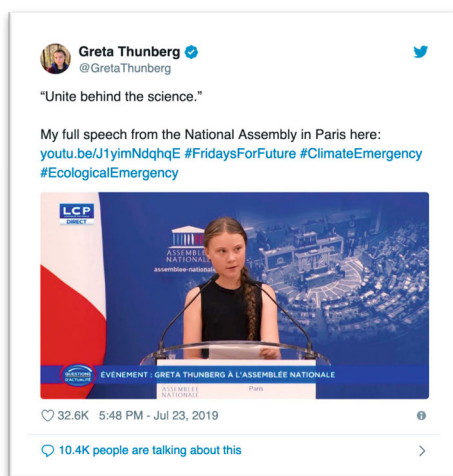 Greta Thunberg
@GretaThunberg
“Unite behind the science.”
My full speech from the National Assembly in Paris here:
youtu.be/J1yimNdqhqE #FridaysForFuture #ClimateEmergency
#EcologicalEmergency
LCP
DIRECT
ASSEMBLÉE
NATIONALE
assemblee-national
QUESTIONS
D'ACTUALITÉ
ÉVÉNEMENT : GRETA THUNBERG À L'ASSEMBLÉE NATIONALE
ASSEMBLÉE
NATIONALE
Paris
32.6K 5:48 PM - Jul 23, 2019
10.4K people are talking about this